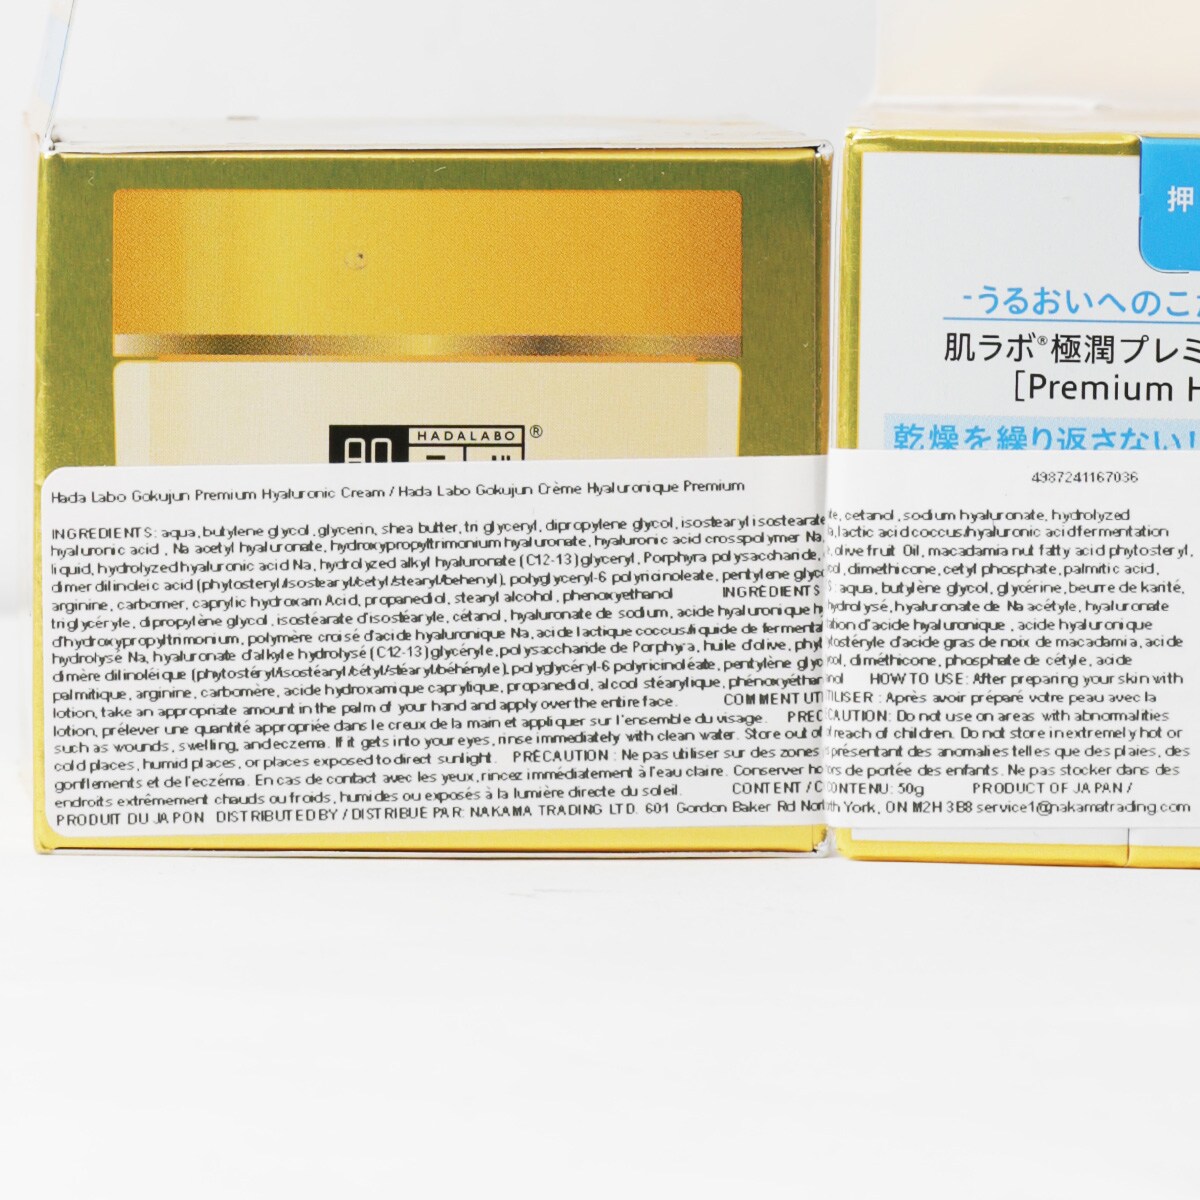 HADALABO®
Hada Labo Gokujun Premium Hyaluronic Cream / Hada Labo Gokujun Crème Hyaluronique Premium
INGREDIENTS: aqua, butylene glycol, glycerin, shea butter, tri glyceryl, dipropylene glycol, isostearyl isostearate
hyaluronic acid , Na acetyl hyaluronate, hydroxypropyltrimonium hyaluronate, hyaluronic acid crosspolymer Na,
liquid, hydrolyzed hyaluronic acid Na, hydrolyzed alkyl hyaluronate (C12-13) glyceryl, Porphyra polysaccharide,
dimer dilinoleic acid (phytosteryl/isostearyl/cetyl/stearyl/behenyl), polyglyceryl-6 polyricinoleate, pentylene
arginine, carbomer, caprylic hydroxam Acid, propanediol, stearyl alcohol, phenoxyethanol INGREDIENTS
triglycéryle, dipropylène glycol, isostéarate d'isostéaryle, cétanol, hyaluronate de sodium, acide hyaluronique
d'hydroxypropyltrimonium, polymère croisé d'acide hyaluronique Na, acide lactique coccus/liquide de
hydrolysé Na, hyaluronate d'alkyle hydrolysé (C12-13) glycéryle, polysaccharide de Porphyra, huile d'olive,
dimère dilinoléique (phytostéryl/isostéaryl/cétyl/stéaryl/béhényle), polyglycéryl-6 polyricinoléate, pentylène
palmitique, arginine, carbomère, acide hydroxamique caprylique, propanediol, alcool stéarylique,
lotion, take an appropriate amount in the palm of your hand and apply over the entire face. COMMENT
lotion, prélever une quantité appropriée dans le creux de la main et appliquer sur l'ensemble du visage.
such as wounds, swelling, and eczema. If it gets into your eyes, rinse immediately with clean water. Store out of
cold places, humid places, or places exposed to direct sunlight. PRÉCAUTION : Ne pas utiliser sur des zones
gonflements et de l'eczéma. En cas de contact avec les yeux, rincez immédiatement à l'eau claire. Conserver
endroits extrêmement chauds ou froids, humides ou exposés à la lumière directe du soleil. CONTENT /
PRODUIT DU JAPON DISTRIBUTED BY / DISTRIBUE PAR: NAKAMA TRADING LTD. 601 Gordon Baker Rd
押
-うるおいへのこ
肌ラボ®極潤プレミ
[Premium H
乾燥を繰り返さない!
4987241167036
cetanol, sodium hyaluronate, hydrolyzed
lactic acid coccus/hyaluronic acid fermentation
olive fruit Oil, macadamia nut fatty acid phytosteryl,
dimethicone, cetyl phosphate, palmitic acid,
: aqua, butylène glycol, glycérine, beurre de karité,
hydrolysé, hyaluronate de Na acétyle, hyaluronate
d'acide hyaluronique , acide hyaluronique
d'acide gras de noix de macadamia, acide
diméthicone, phosphate de cétyle, acide
HOW TO USE: After preparing your skin with
: Après avoir préparé votre peau avec la
CAUTION: Do not use on areas with abnormalities
reach of children. Do not store in extremely hot or
présentant des anomalies telles que des plaies, des
de portée des enfants. Ne pas stocker dans des
CONTENU: 50g PRODUCT OF JAPAN /
York, ON M2H 3B8 service1@nakamatrading.com